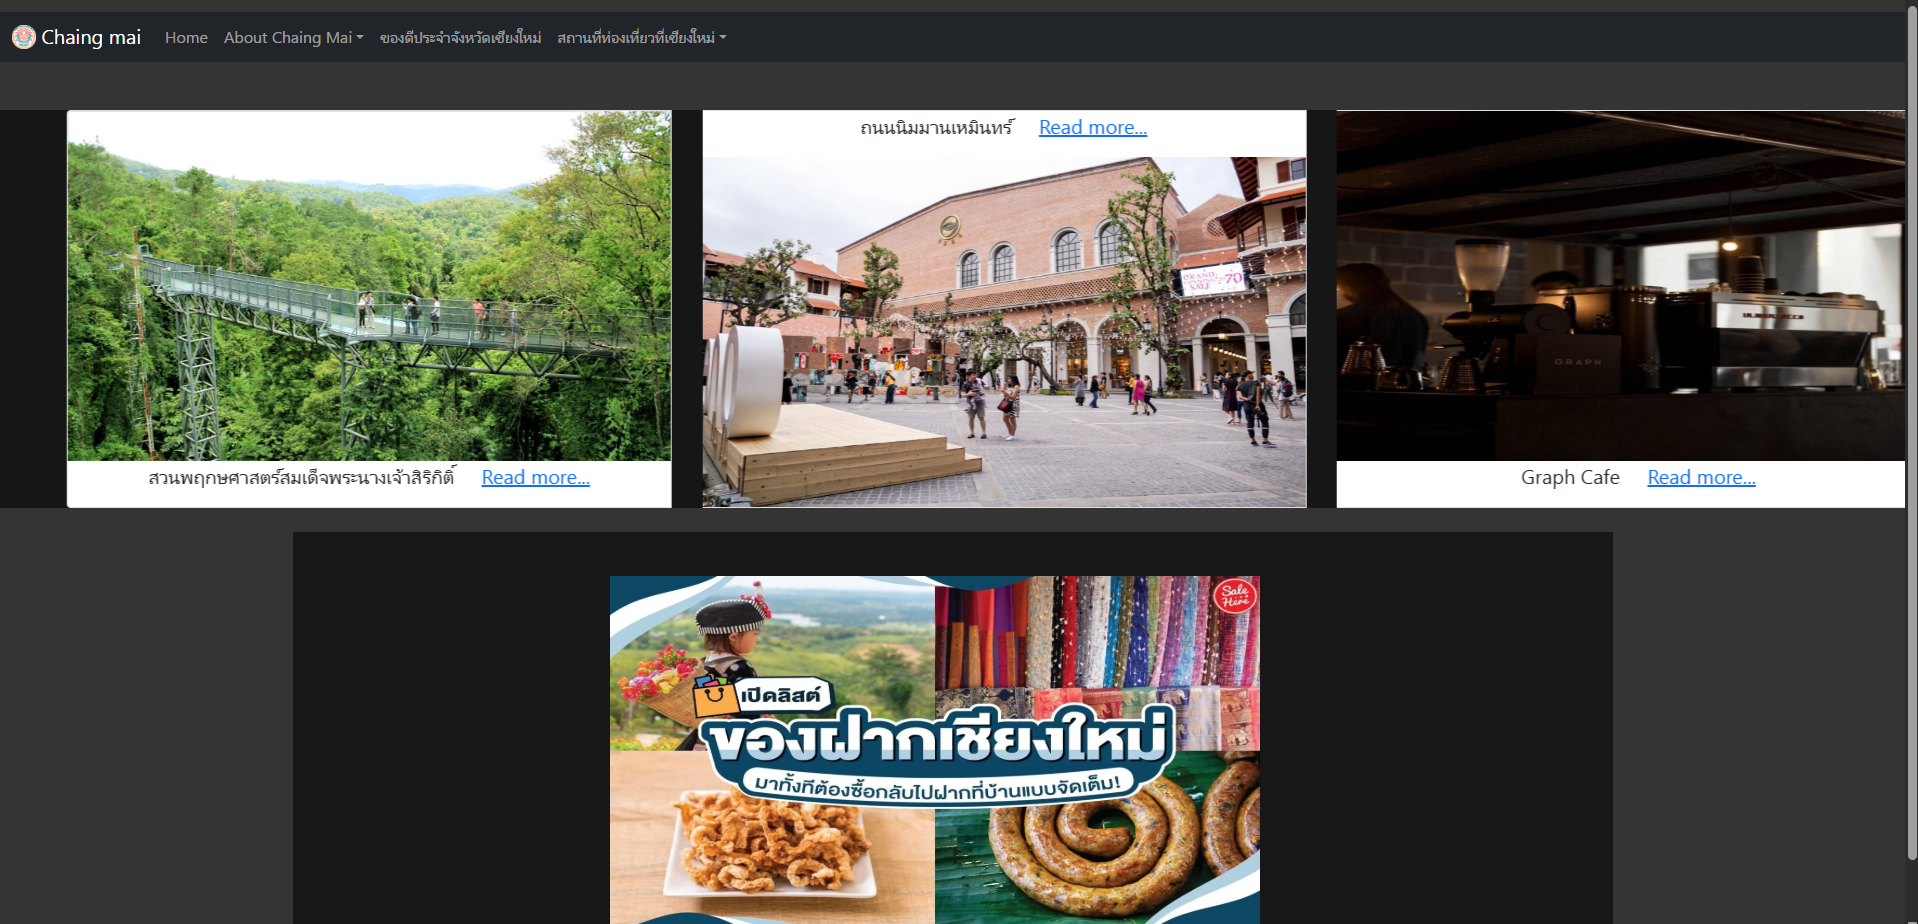 Chaing mai
Home
About Chaing Mai
ของดีประจำจังหวัดเชียงใหม่
สถานที่ท่องเที่ยวที่เชียงใหม่
ถนนนิมมานเหมินทร์ Read more...
GRAND
SALE
70
GRAPH
สวนพฤกษศาสตร์สมเด็จพระนางเจ้าสิริกิติ์ Read more...
Graph Cafe Read more...
Sale Here
เปิดลิสต์
ของฝากเชียงใหม่
มาทั้งทีต้องซื้อกลับไปฝากที่บ้านแบบจัดเต็ม!